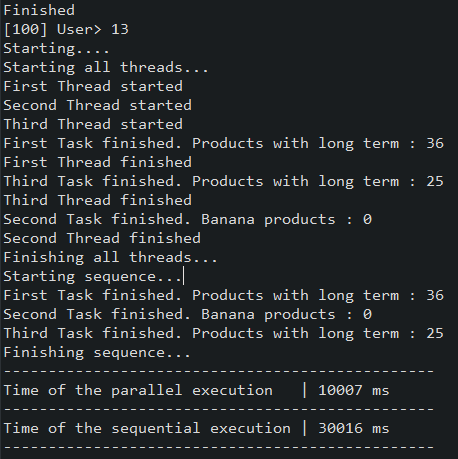 Finished
[100] User> 13
Starting....
Starting all threads...
First Thread started
Second Thread started
Third Thread started
First Task finished. Products with long term : 36
First Thread finished
Third Task finished. Products with long term : 25
Third Thread finished
Second Task finished. Banana products : 0
Second Thread finished
Finishing all threads...
Starting sequence...
First Task finished. Products with long term : 36
Second Task finished. Banana products : 0
Third Task finished. Products with long term : 25
Finishing sequence...
------------------------------------------------
Time of the parallel execution   | 10007 ms
------------------------------------------------
Time of the sequential execution | 30016 ms
------------------------------------------------